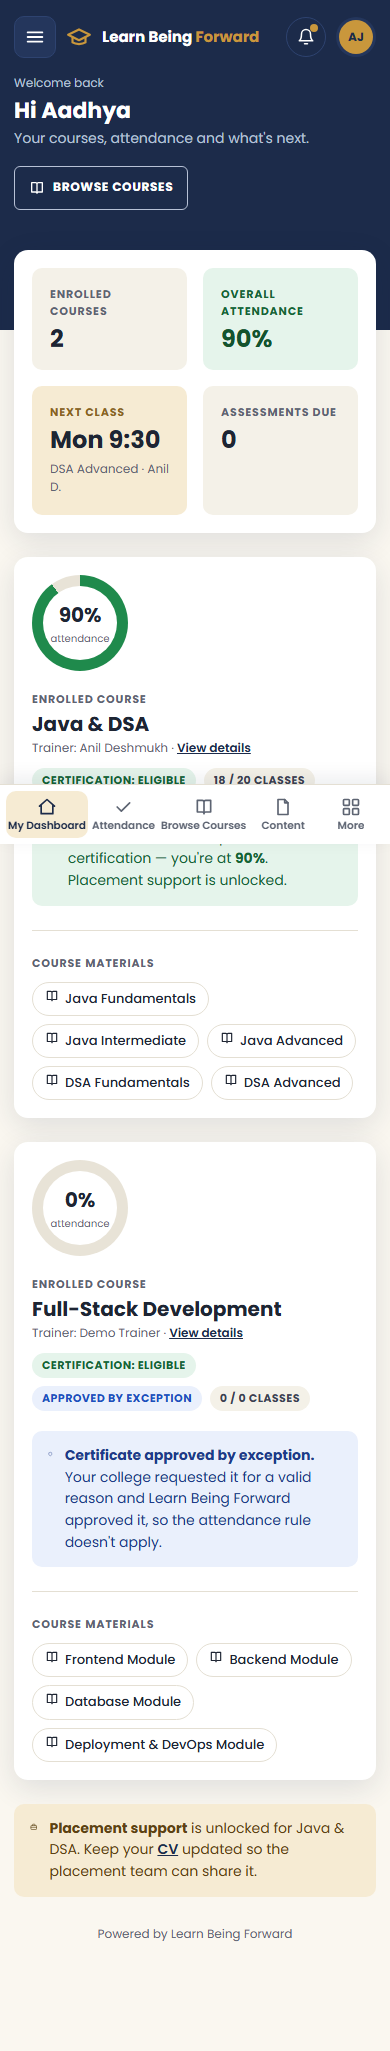 Learn Being Forward
AJ
Welcome back
Hi Aadhya
Your courses, attendance and what's next.
BROWSE COURSES
ENROLLED
COURSES
2
OVERALL
ATTENDANCE
90%
NEXT CLASS
Mon 9:30
DSA Advanced · Anil
D.
ASSESSMENTS DUE
0
90%
attendance
ENROLLED COURSE
Java & DSA
Trainer: Anil Deshmukh · View details
CERTIFICATION: ELIGIBLE 18 / 20 CLASSES
My Dashboard Attendance Browse Courses Content More
certification — you're at 90%.
Placement support is unlocked.
COURSE MATERIALS
Java Fundamentals
Java Intermediate Java Advanced
DSA Fundamentals DSA Advanced
0%
attendance
ENROLLED COURSE
Full-Stack Development
Trainer: Demo Trainer · View details
CERTIFICATION: ELIGIBLE
APPROVED BY EXCEPTION 0 / 0 CLASSES
Certificate approved by exception.
Your college requested it for a valid
reason and Learn Being Forward
approved it, so the attendance rule
doesn't apply.
COURSE MATERIALS
Frontend Module Backend Module
Database Module
Deployment & DevOps Module
Placement support is unlocked for Java &
DSA. Keep your CV updated so the
placement team can share it.
Powered by Learn Being Forward